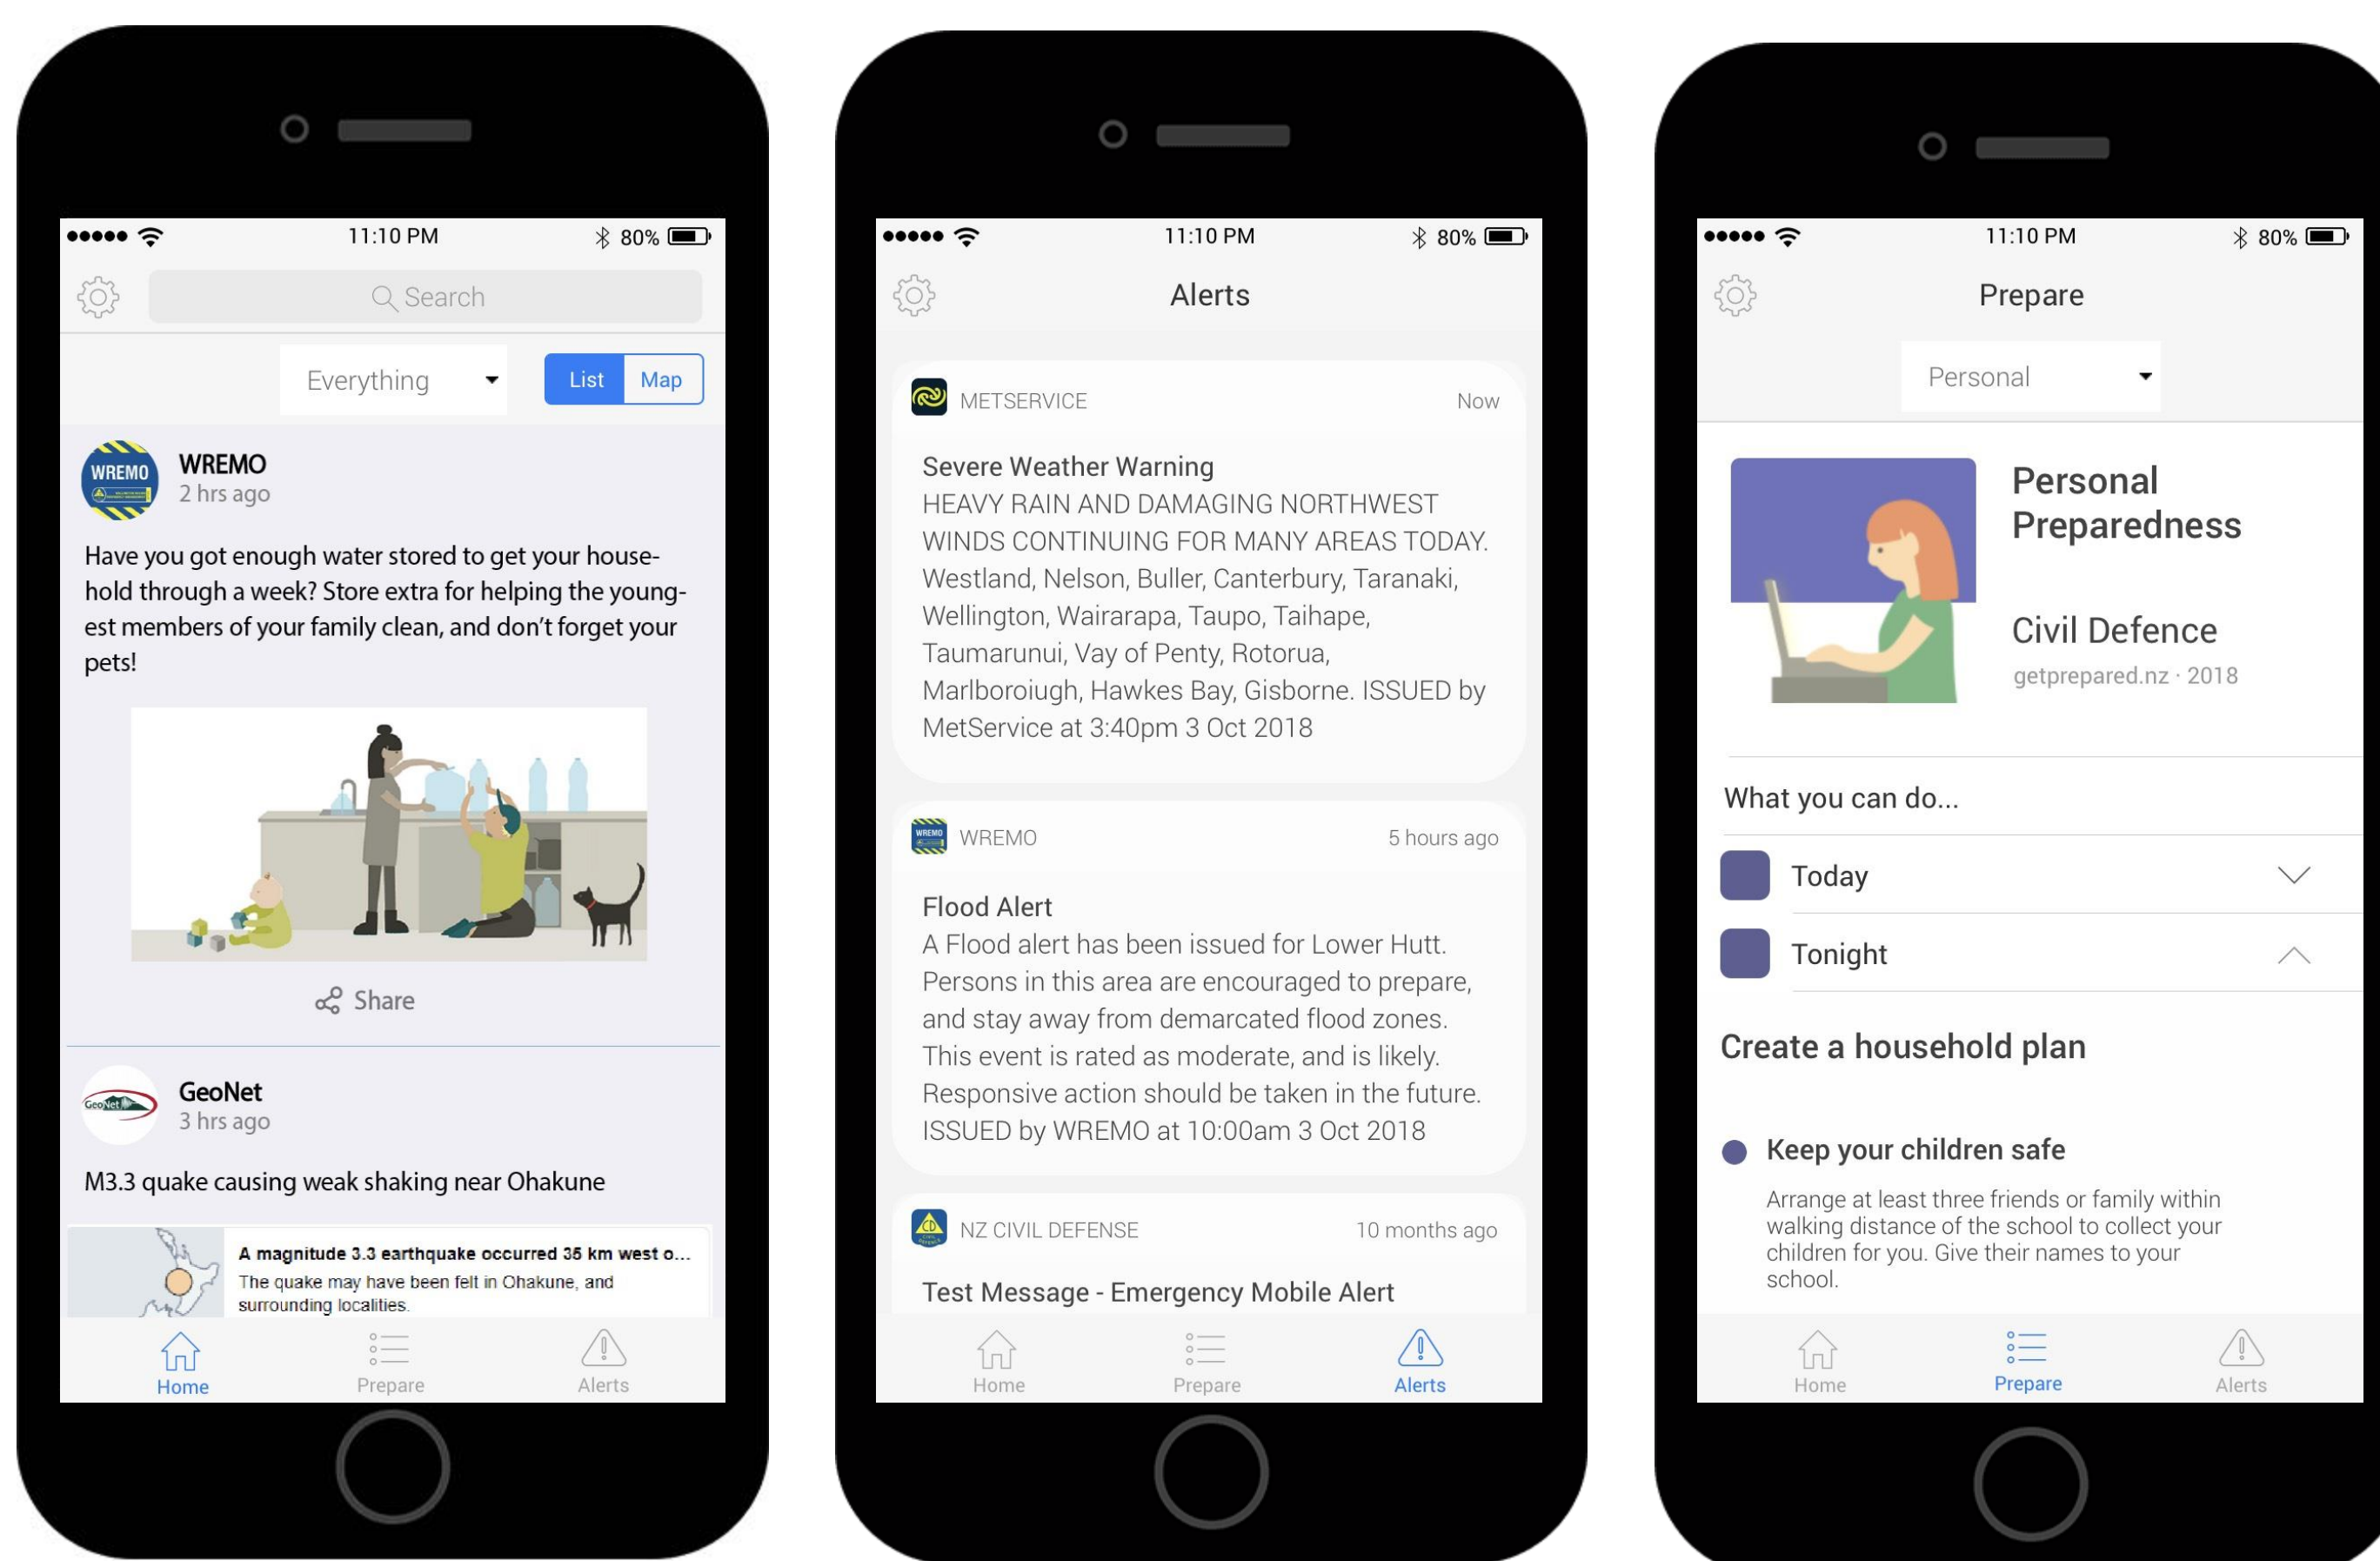 11:10 PM
80%
Search
Everything
List
Map
WREMO
WREMO
2 hrs ago
Have you got enough water stored to get your house-
hold through a week? Store extra for helping the young-
est members of your family clean, and don't forget your
pets!
Share
GeoNet
GeoNet
3 hrs ago
M3.3 quake causing weak shaking near Ohakune
A magnitude 3.3 earthquake occurred 35 km west o...
The quake may have been felt in Ohakune, and
surrounding localities.
Home
Prepare
Alerts
11:10 PM
80%
Alerts
METSERVICE
Now
Severe Weather Warning
HEAVY RAIN AND DAMAGING NORTHWEST
WINDS CONTINUING FOR MANY AREAS TODAY.
Westland, Nelson, Buller, Canterbury, Taranaki,
Wellington, Wairarapa, Taupo, Taihape,
Taumarunui, Vay of Penty, Rotorua,
Marlboroiugh, Hawkes Bay, Gisborne. ISSUED by
MetService at 3:40pm 3 Oct 2018
WREMO
WREMO
5 hours ago
Flood Alert
A Flood alert has been issued for Lower Hutt.
Persons in this area are encouraged to prepare,
and stay away from demarcated flood zones.
This event is rated as moderate, and is likely.
Responsive action should be taken in the future.
ISSUED by WREMO at 10:00am 3 Oct 2018
CD
NZ CIVIL DEFENSE
10 months ago
Test Message - Emergency Mobile Alert
Home
Prepare
Alerts
11:10 PM
80%
Prepare
Personal
Personal
Preparedness
Civil Defence
getprepared.nz · 2018
What you can do...
Today
Tonight
Create a household plan
Keep your children safe
Arrange at least three friends or family within
walking distance of the school to collect your
children for you. Give their names to your
school.
Home
Prepare
Alerts